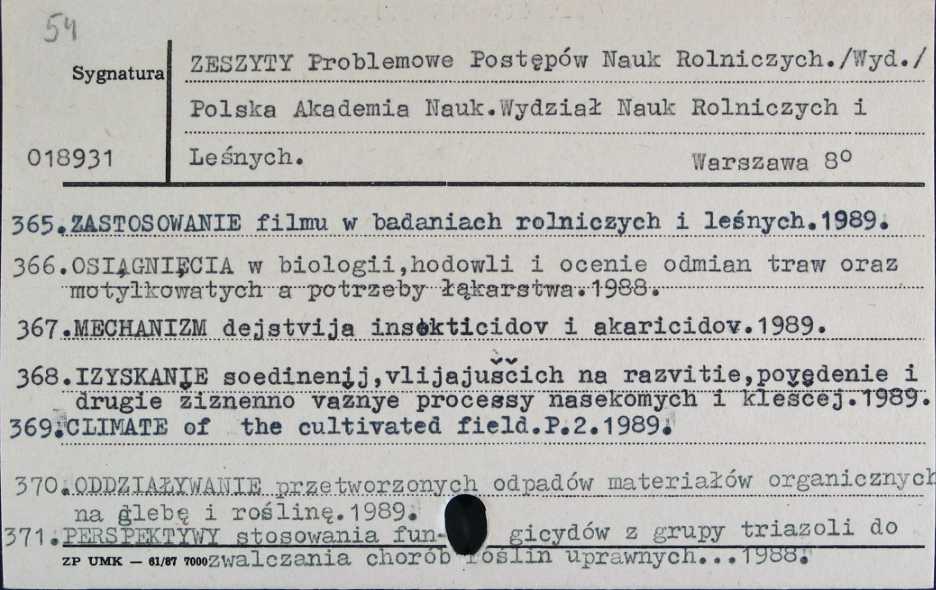 54
Sygnatura
ZESZYTY Problemowe Postępów Nauk Rolniczych./Wyd./
Polska Akademia Nauk.Wydział Nauk Rolniczych i
018931 Leśnych. Warszawa 8°
365.ZASTOSOWANIE filmu w badaniach rolniczych i leśnych.1989.
366.OSIĄGNIĘCIA w biologii,hodowli i ocenie odmian traw oraz
motylkowatych a potrzeby łąkarstwa.1988.
367.MECHANIZM dejstvija insekticidov i akaricidov.1989.
368.IZYSKANIE soedinenij,vlijajuščich na razvitie,povedenie i
drugie žiznenno važnye processy nasekomych i kleščej.1989.
369.CLIMATE of the cultivated field.P.2.1989.
370.ODDZIAŁYWANIE przetworzonych odpadów materiałów organicznych
na glebę i roślinę.1989.
371.PERSPEKTYWY stosowania fun- gicydów z grupy triazoli do
ZP UMK — 61/87 7000 zwalczania chorób roślin uprawnych...1988.